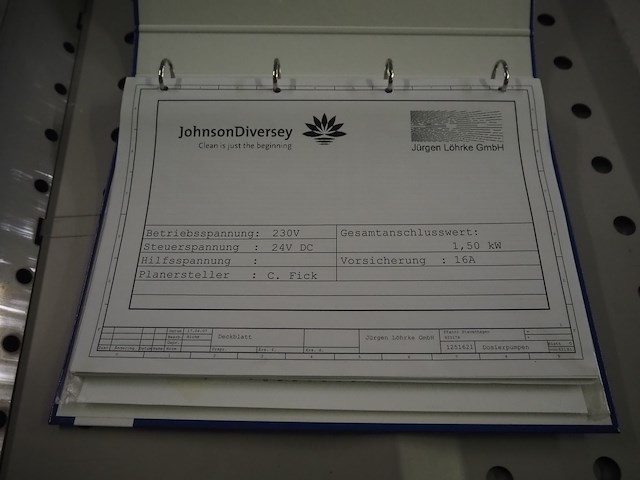 JohnsonDiversey
Clean is just the beginning
Jürgen Löhrke GmbH
Betriebsspannung: 230V
Steuerspannung : 24V DC
Hilfsspannung :
Planersteller : C. Fick
Gesamtanschlusswert:
1,50 kW
Vorsicherung : 16A
Deckblatt
Jürgen Löhrke GmbH
1251621 Dosierpumpen